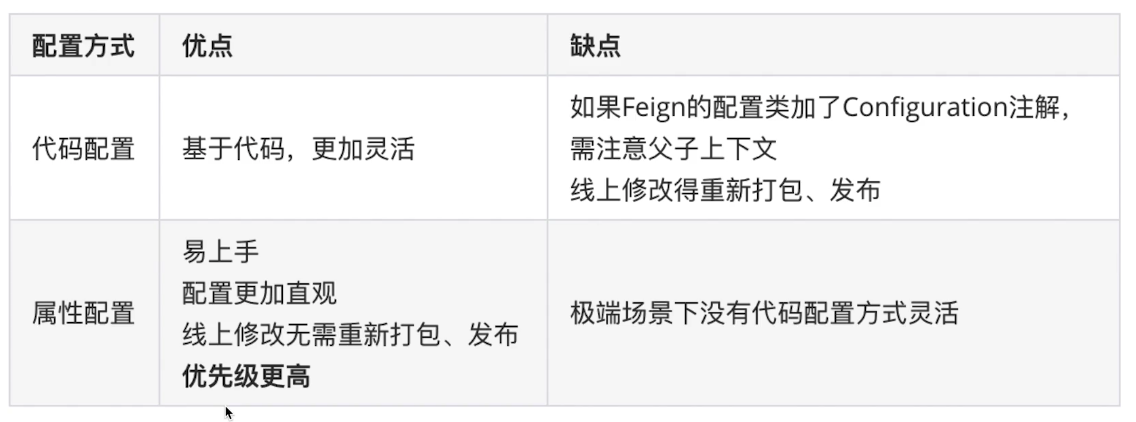 配置方式 优点 缺点
代码配置 基于代码，更加灵活 如果Feign的配置类加了Configuration注解，
需注意父子上下文
线上修改得重新打包、发布
属性配置 易上手
配置更加直观
线上修改无需重新打包、发布
优先级更高
极端场景下没有代码配置方式灵活